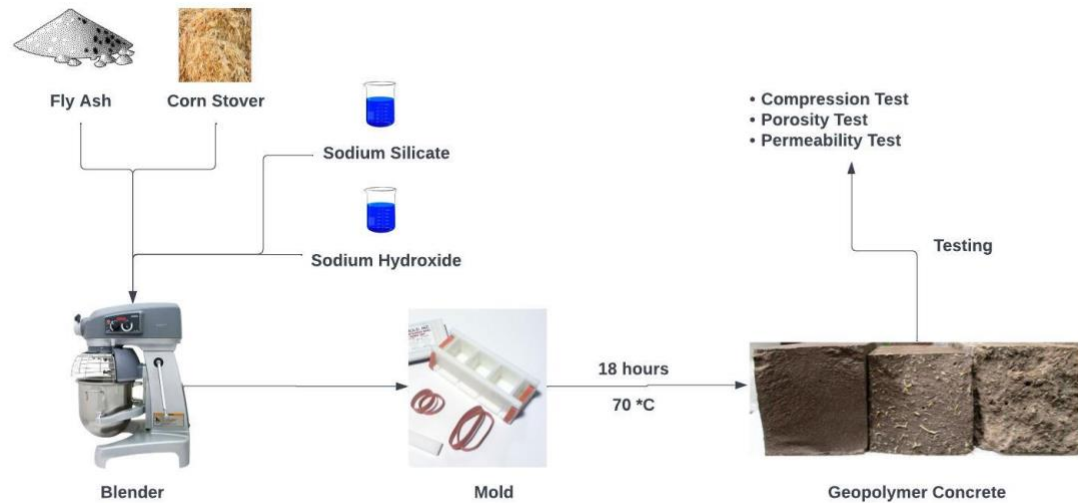 Fly Ash
Corn Stover
Sodium Silicate
Sodium Hydroxide
• Compression Test
• Porosity Test
• Permeability Test
Testing
18 hours
70 *C
Blender
Mold
Geopolymer Concrete